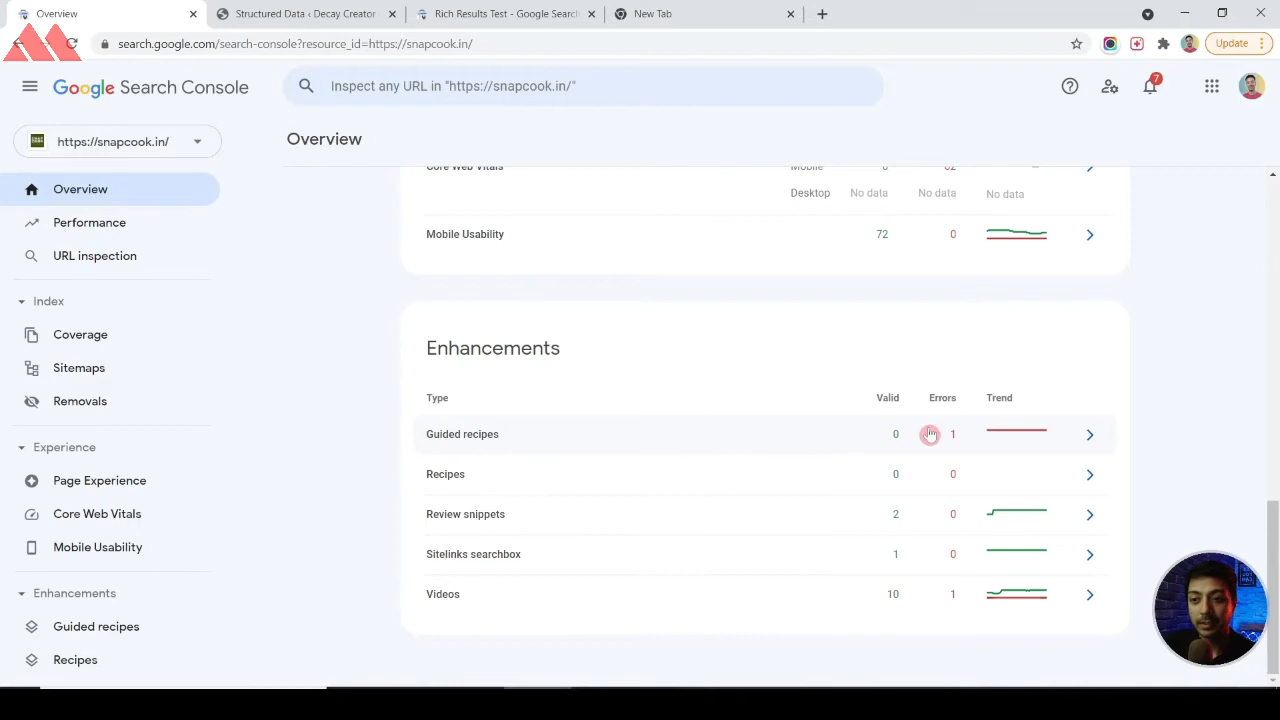 Overview
Structured Data ‹ Decay Creator
Rich Results Test - Google Search
New Tab
search.google.com/search-console?resource_id=https://snapcook.in/
Update
Google Search Console
Inspect any URL in "https://snapcook.in/"
7
https://snapcook.in/
Overview
Overview
Performance
URL inspection
Index
Coverage
Sitemaps
Removals
Experience
Page Experience
Core Web Vitals
Mobile Usability
Enhancements
Guided recipes
Recipes
Core Web Vitals Mobile 0 62
Desktop No data No data No data
Mobile Usability 72 0
Enhancements
Type Valid Errors Trend
Guided recipes 0 1
Recipes 0 0
Review snippets 2 0
Sitelinks searchbox 1 0
Videos 10 1